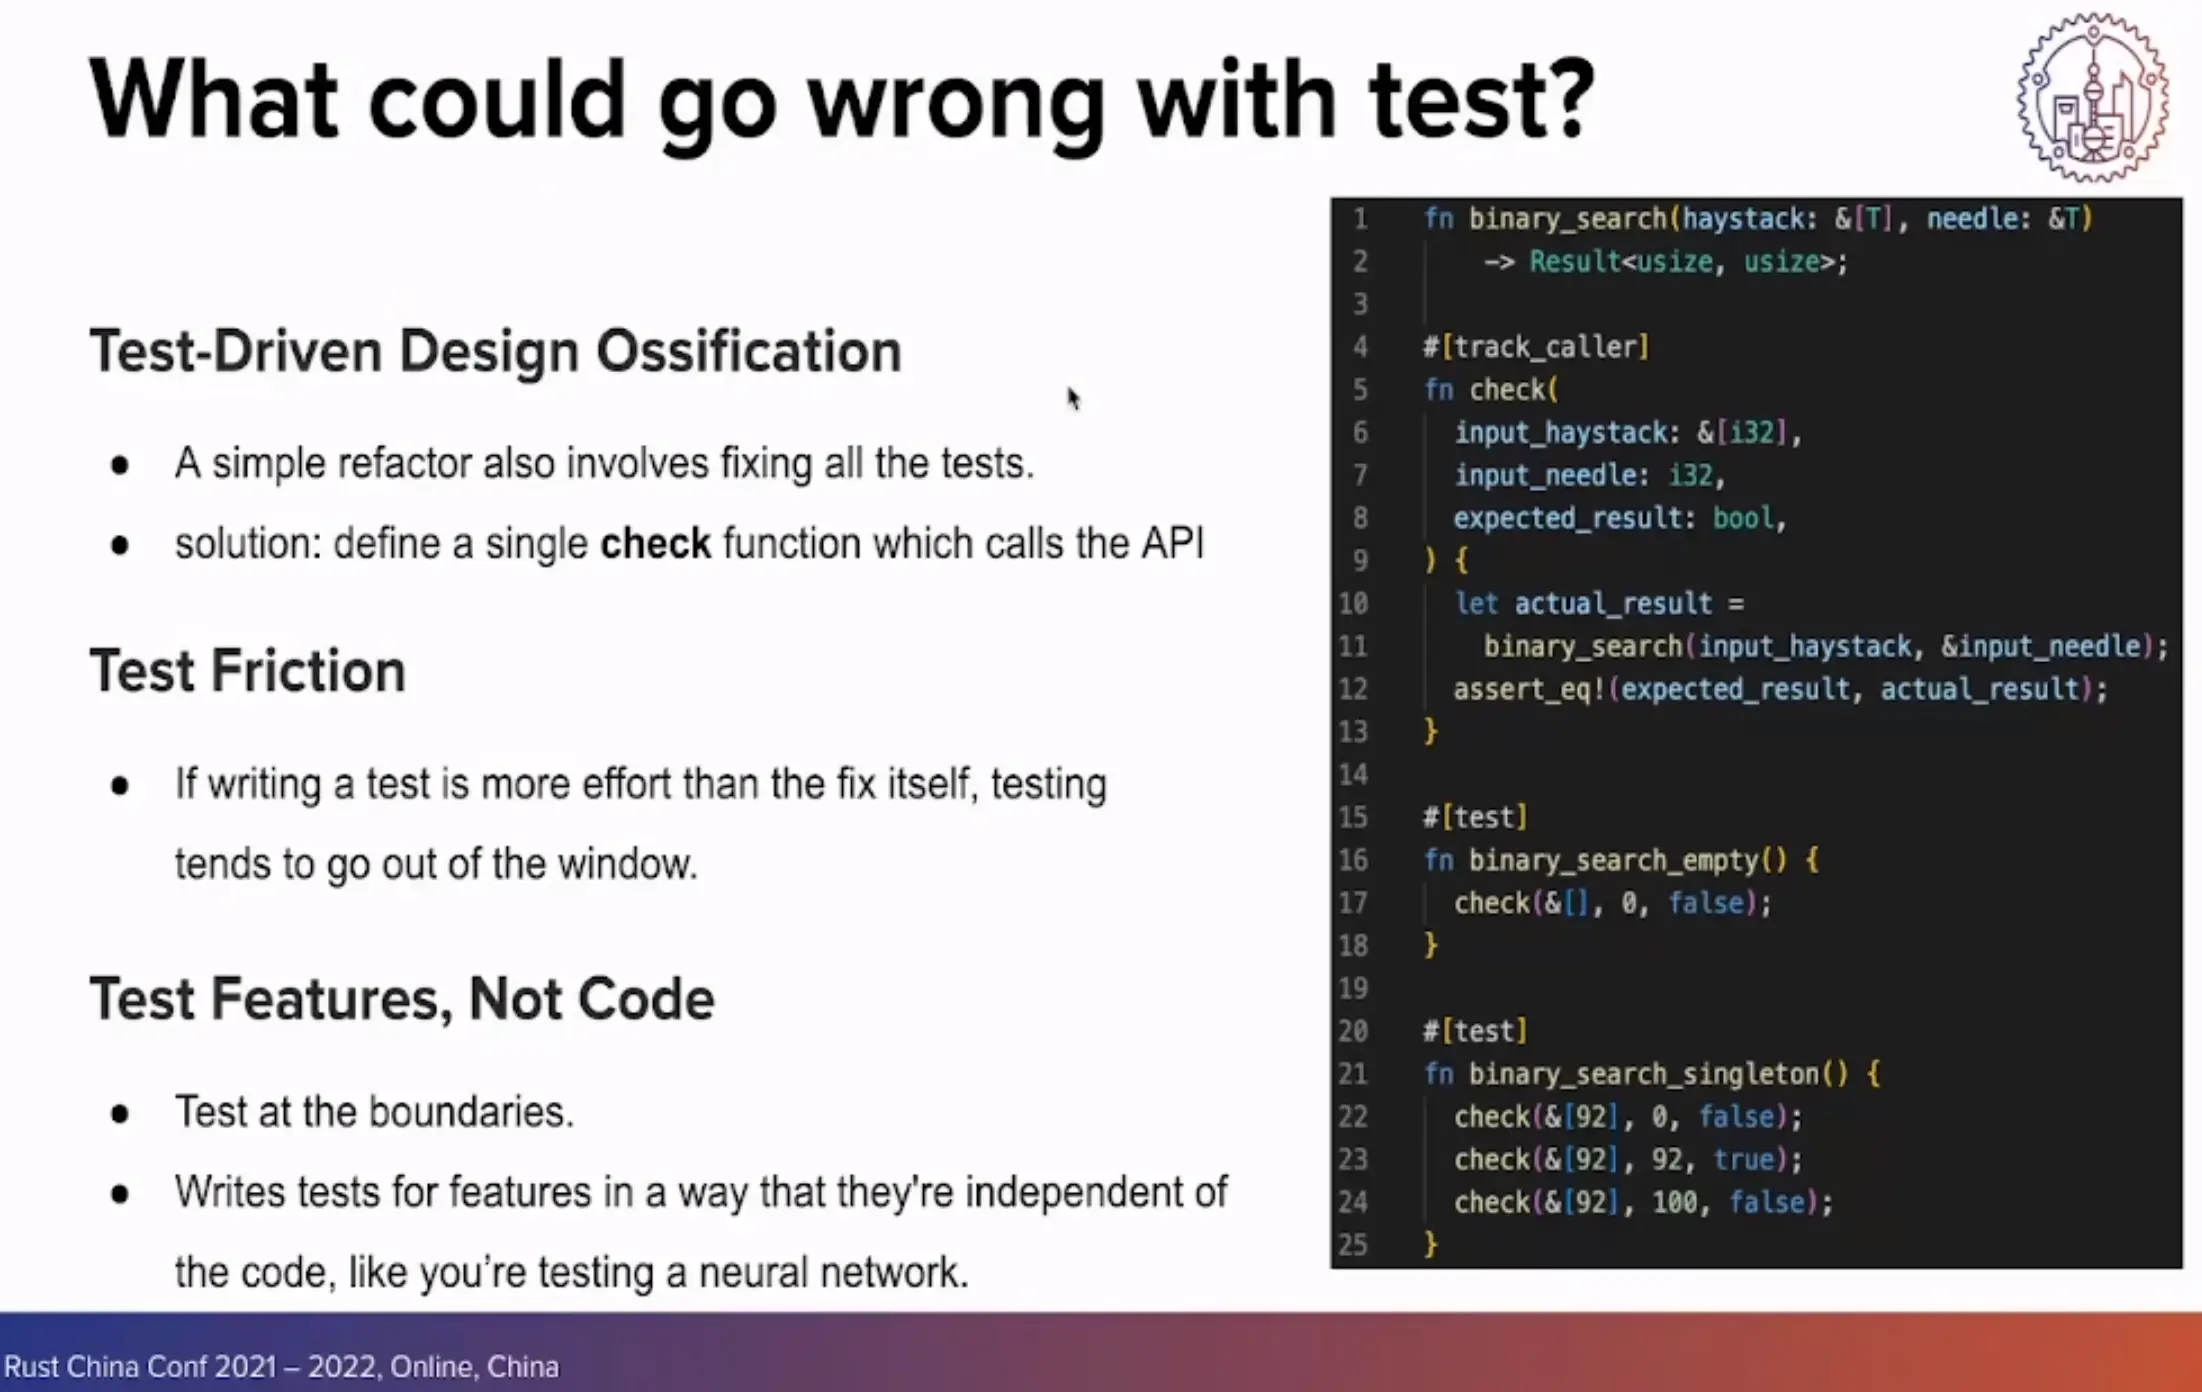 What could go wrong with test?
Test-Driven Design Ossification
● A simple refactor also involves fixing all the tests.
● solution: define a single check function which calls the API
Test Friction
● If writing a test is more effort than the fix itself, testing
tends to go out of the window.
Test Features, Not Code
● Test at the boundaries.
● Writes tests for features in a way that they're independent of
the code, like you’re testing a neural network.
1 fn binary_search(haystack: &[T], needle: &T)
2 -> Result<usize, usize>;
3
4 #[track_caller]
5 fn check(
6 input_haystack: &[i32],
7 input_needle: i32,
8 expected_result: bool,
9 ) {
10 let actual_result =
11 binary_search(input_haystack, &input_needle);
12 assert_eq!(expected_result, actual_result);
13 }
14
15 #[test]
16 fn binary_search_empty() {
17 check(&[], 0, false);
18 }
19
20 #[test]
21 fn binary_search_singleton() {
22 check(&[92], 0, false);
23 check(&[92], 92, true);
24 check(&[92], 100, false);
25 }
Rust China Conf 2021 – 2022, Online, China